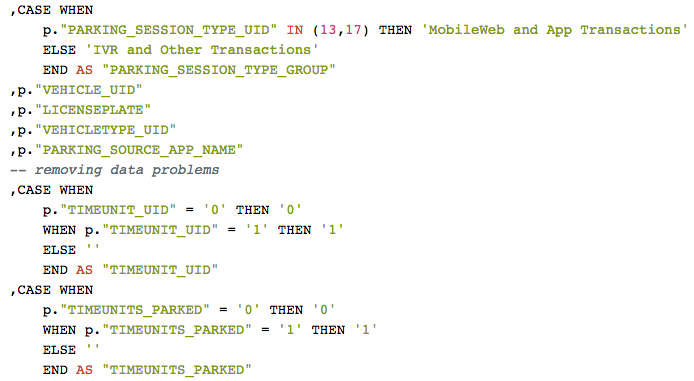 ,CASE WHEN
    p."PARKING_SESSION_TYPE_UID" IN (13,17) THEN 'MobileWeb and App Transactions'
    ELSE 'IVR and Other Transactions'
    END AS "PARKING_SESSION_TYPE_GROUP"
,p."VEHICLE_UID"
,p."LICENSEPLATE"
,p."VEHICLETYPE_UID"
,p."PARKING_SOURCE_APP_NAME"
-- removing data problems
,CASE WHEN
    p."TIMEUNIT_UID" = '0' THEN '0'
    WHEN p."TIMEUNIT_UID" = '1' THEN '1'
    ELSE ''
    END AS "TIMEUNIT_UID"
,CASE WHEN
    p."TIMEUNITS_PARKED" = '0' THEN '0'
    WHEN p."TIMEUNITS_PARKED" = '1' THEN '1'
    ELSE ''
    END AS "TIMEUNITS_PARKED"